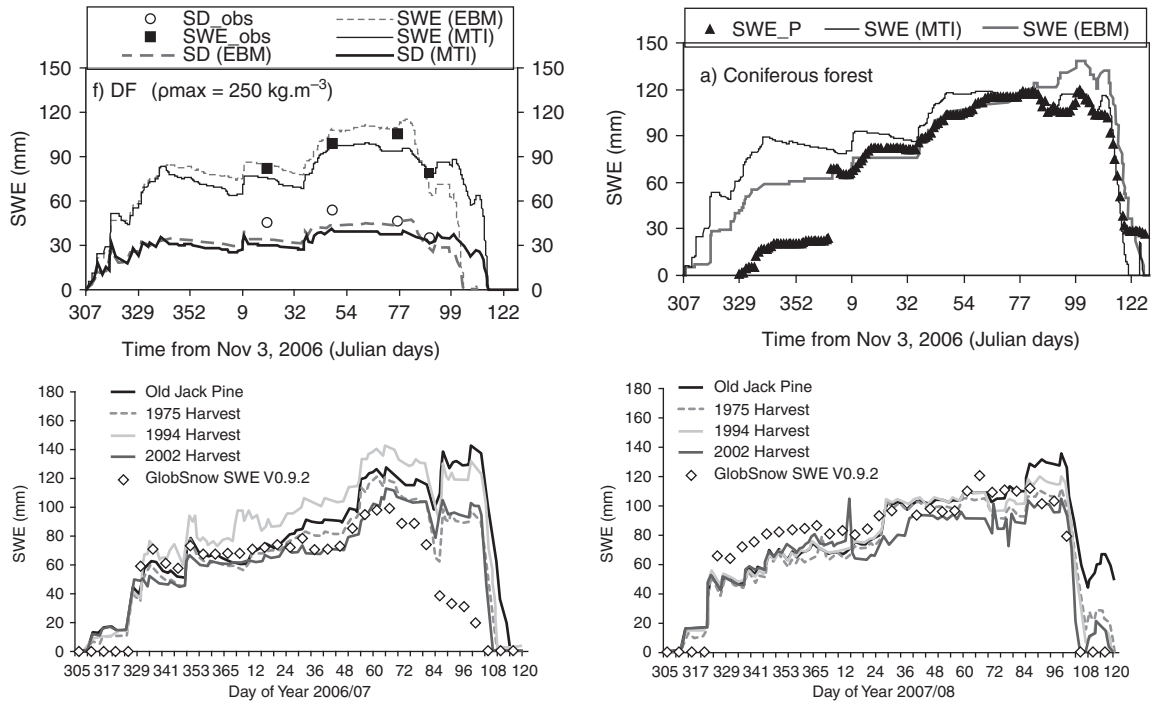 SD_obs SWE (EBM)
SWE_obs SWE (MTI)
SD (EBM) SD (MTI)
150 150
f) DF (ρmax = 250 kg.m–3)
120 120
90 90
60 60
30 30
0 0
SWE (mm)
307 329 352 9 32 54 77 99 122
Time from Nov 3, 2006 (Julian days)
SWE_P SWE (MTI) SWE (EBM)
150
a) Coniferous forest
120
90
60
30
0
SWE (mm)
307 329 352 9 32 54 77 99 122
Time from Nov 3, 2006 (Julian days)
180
160
140
120
100
80
60
40
20
0
SWE (mm)
Old Jack Pine
1975 Harvest
1994 Harvest
2002 Harvest
GlobSnow SWE V0.9.2
305 317 329 341 353 365 12 24 36 48 60 72 84 96 108 120
Day of Year 2006/07
180
160
140
120
100
80
60
40
20
0
SWE (mm)
Old Jack Pine
1975 Harvest
1994 Harvest
2002 Harvest
GlobSnow SWE V0.9.2
305 317 329 341 353 365 12 24 36 48 60 72 84 96 108 120
Day of Year 2007/08